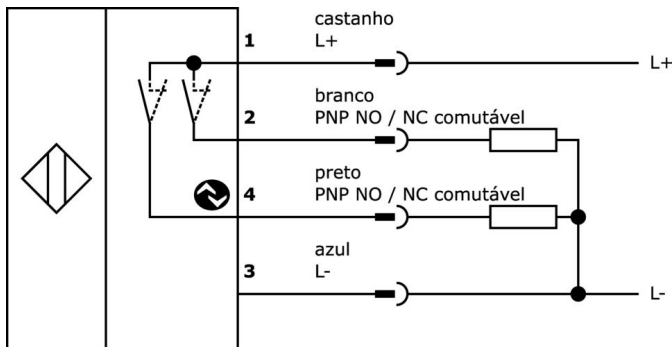 castanho
1 L+
L+
branco
2 PNP NO / NC comutável
preto
4 PNP NO / NC comutável
azul
3 L-
L-